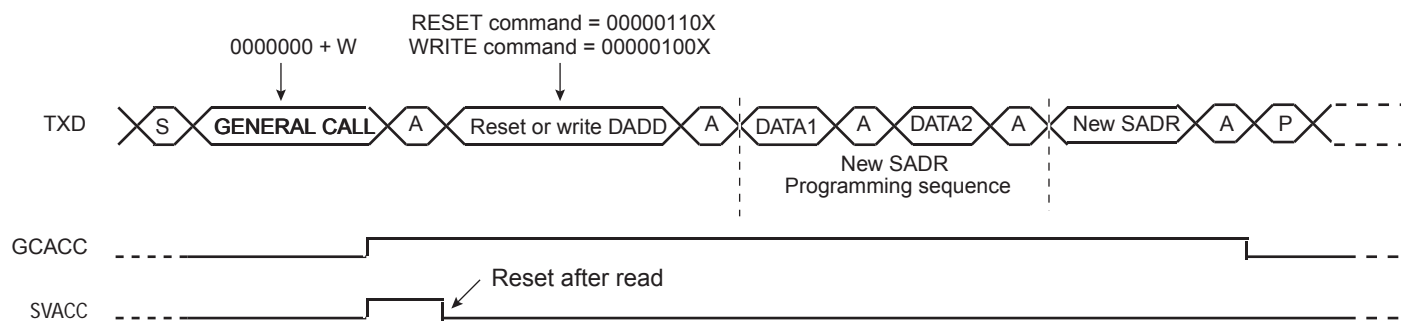 RESET command = 00000110X
0000000 + W
WRITE command = 00000100X
TXD
S
GENERAL CALL
A
Reset or write DADD
A
DATA1
A
DATA2
A
New SADR
A
P
New SADR
Programming sequence
GCACC
Reset after read
SVACC